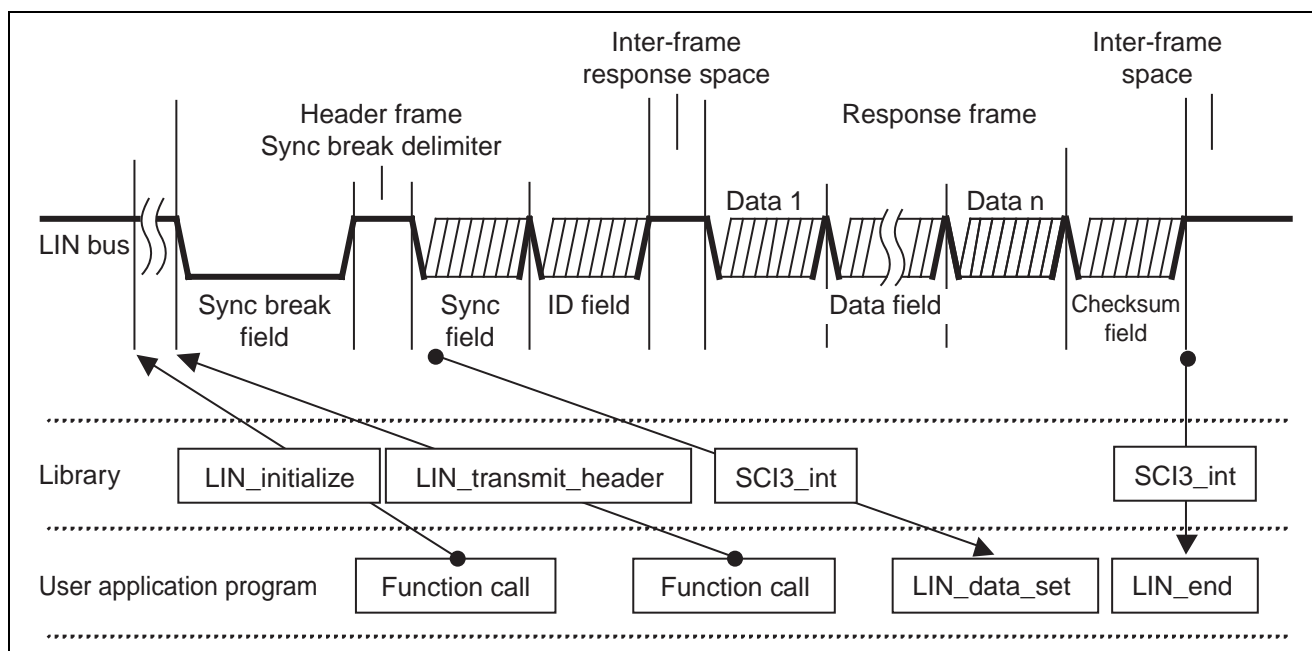 Inter-frame
response space
Inter-frame
space
Header frame
Sync break delimiter
Response frame
Data 1
Data n
LIN bus
Sync break
field
Sync
field
ID field
Data field
Checksum
field
Library
LIN_initialize
LIN_transmit_header
SCI3_int
SCI3_int
User application program
Function call
Function call
LIN_data_set
LIN_end